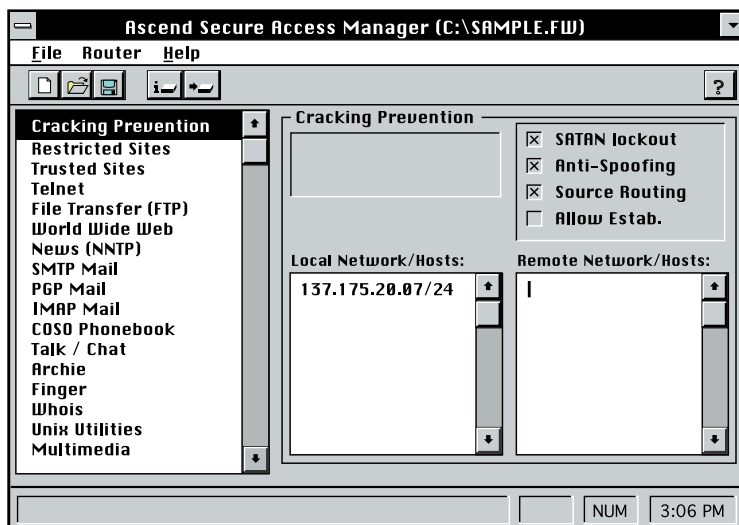 Ascend Secure Access Manager (C:\SAMPLE.FW)
File Router Help
i
?
Cracking Prevention
Restricted Sites
Trusted Sites
Telnet
File Transfer (FTP)
World Wide Web
News (NNTP)
SMTP Mail
PGP Mail
IMAP Mail
COSO Phonebook
Talk / Chat
Archie
Finger
Whois
Unix Utilities
Multimedia
Cracking Prevention
SATAN lockout
Anti-Spoofing
Source Routing
Allow Estab.
Local Network/Hosts:
137.175.20.07/24
Remote Network/Hosts:
NUM
3:06 PM